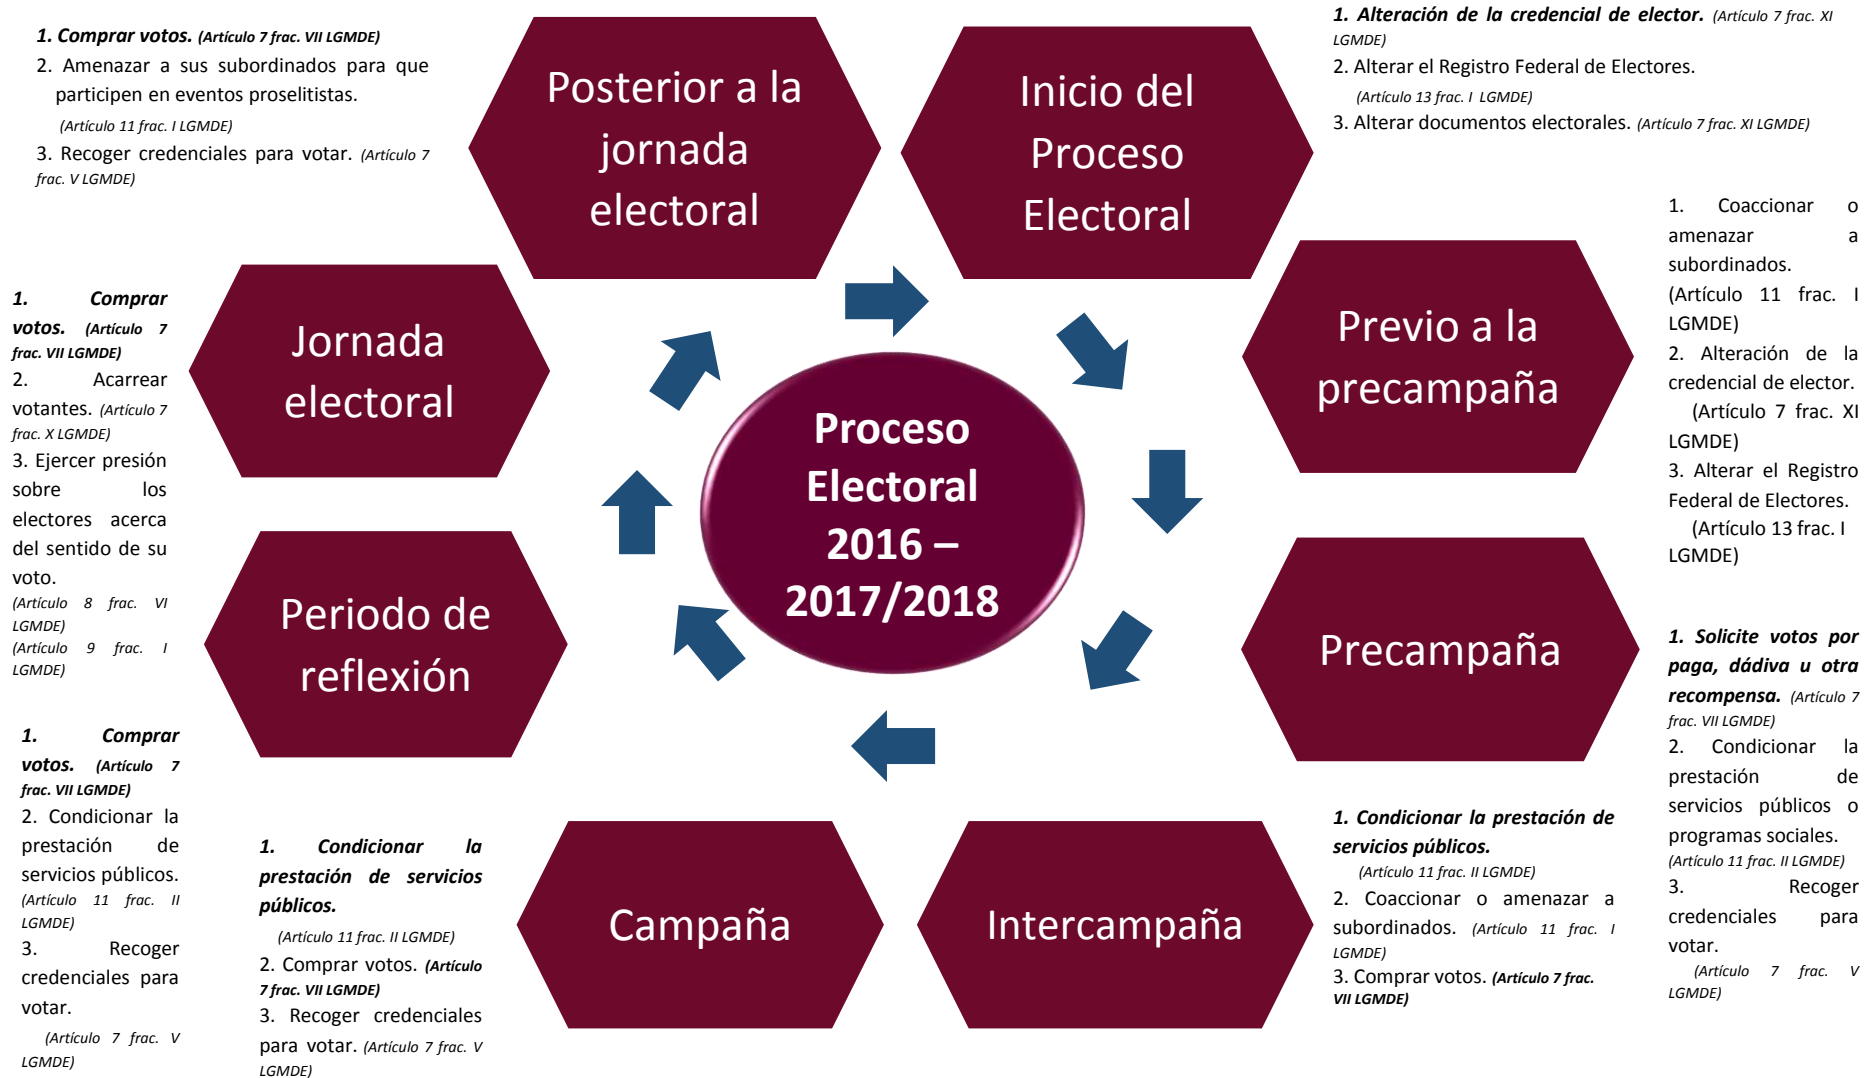 1. Comprar votos. (Artículo 7 frac. VII LGMDE)
2. Amenazar a sus subordinados para que
participen en eventos proselitistas.
(Artículo 11 frac. I LGMDE)
3. Recoger credenciales para votar. (Artículo 7
frac. V LGMDE)
Posterior a la
jornada
electoral
Inicio del
Proceso
Electoral
1. Alteración de la credencial de elector. (Artículo 7 frac. XI
LGMDE)
2. Alterar el Registro Federal de Electores.
(Artículo 13 frac. I LGMDE)
3. Alterar documentos electorales. (Artículo 7 frac. XI LGMDE)
Previo a la
precampaña
1. Coaccionar o
amenazar a
subordinados.
(Artículo 11 frac. I
LGMDE)
2. Alteración de la
credencial de elector.
(Artículo 7 frac. XI
LGMDE)
3. Alterar el Registro
Federal de Electores.
(Artículo 13 frac. I
LGMDE)
Precampaña
1. Solicite votos por
paga, dádiva u otra
recompensa. (Artículo 7
frac. VII LGMDE)
2. Condicionar la
prestación de
servicios públicos o
programas sociales.
(Artículo 11 frac. II LGMDE)
3. Recoger
credenciales para
votar.
(Artículo 7 frac. V
LGMDE)
Intercampaña
1. Condicionar la prestación de
servicios públicos.
(Artículo 11 frac. II LGMDE)
2. Coaccionar o amenazar a
subordinados. (Artículo 11 frac. I
LGMDE)
3. Comprar votos. (Artículo 7 frac.
VII LGMDE)
Campaña
1. Condicionar la
prestación de servicios
públicos.
(Artículo 11 frac. II LGMDE)
2. Comprar votos. (Artículo
7 frac. VII LGMDE)
3. Recoger credenciales
para votar. (Artículo 7 frac. V
LGMDE)
Periodo de
reflexión
1. Comprar
votos. (Artículo 7
frac. VII LGMDE)
2. Condicionar la
prestación de
servicios públicos.
(Artículo 11 frac. II
LGMDE)
3. Recoger
credenciales para
votar.
(Artículo 7 frac. V
LGMDE)
Jornada
electoral
1. Comprar
votos. (Artículo 7
frac. VII LGMDE)
2. Acarrear
votantes. (Artículo 7
frac. X LGMDE)
3. Ejercer presión
sobre los
electores acerca
del sentido de su
voto.
(Artículo 8 frac. VI
LGMDE)
(Artículo 9 frac. I
LGMDE)
Proceso
Electoral
2016 –
2017/2018